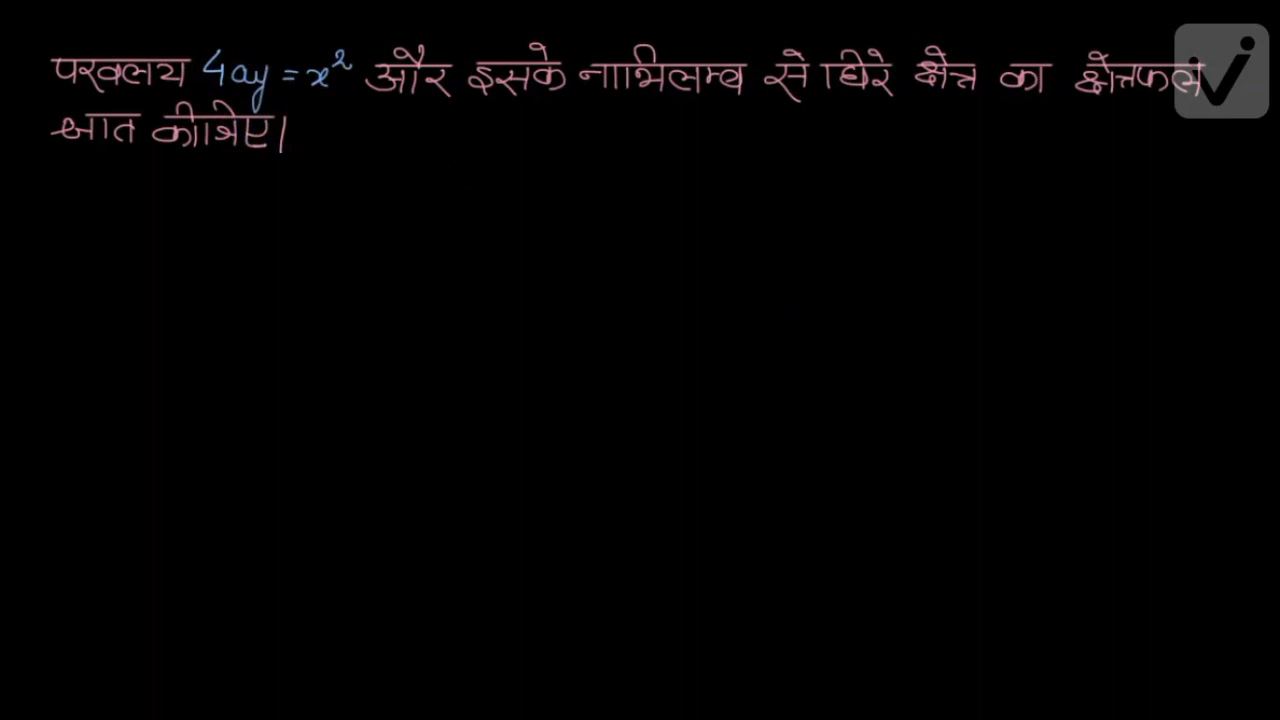 परवलय 4ay = x² और इसके नाभिलम्ब से घिरे क्षेत्र का क्षेत्रफल
ज्ञात कीजिए।